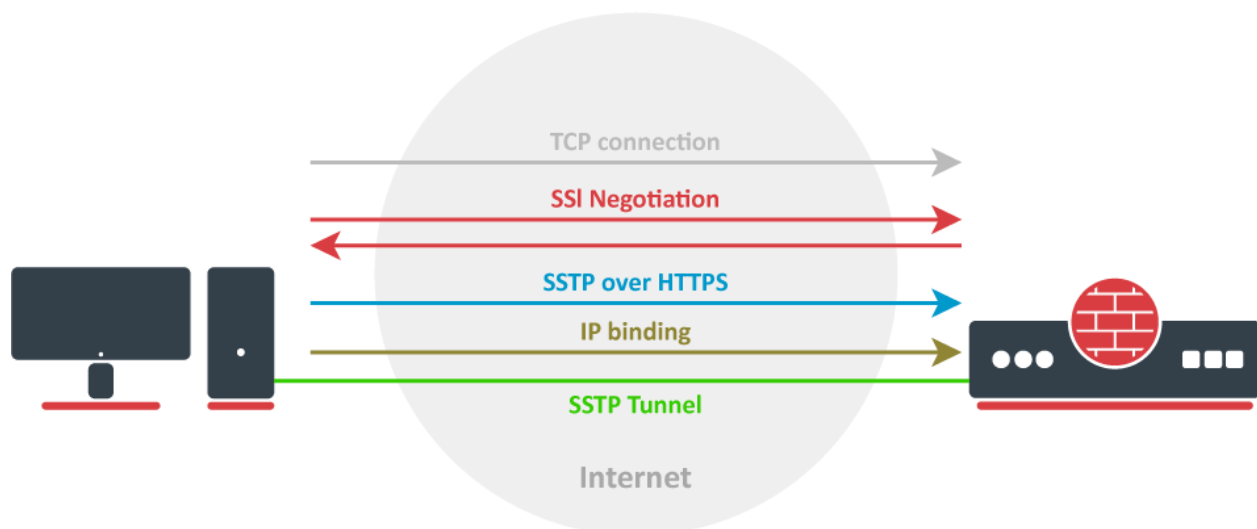 TCP connection
SSl Negotiation
SSTP over HTTPS
IP binding
SSTP Tunnel
Internet